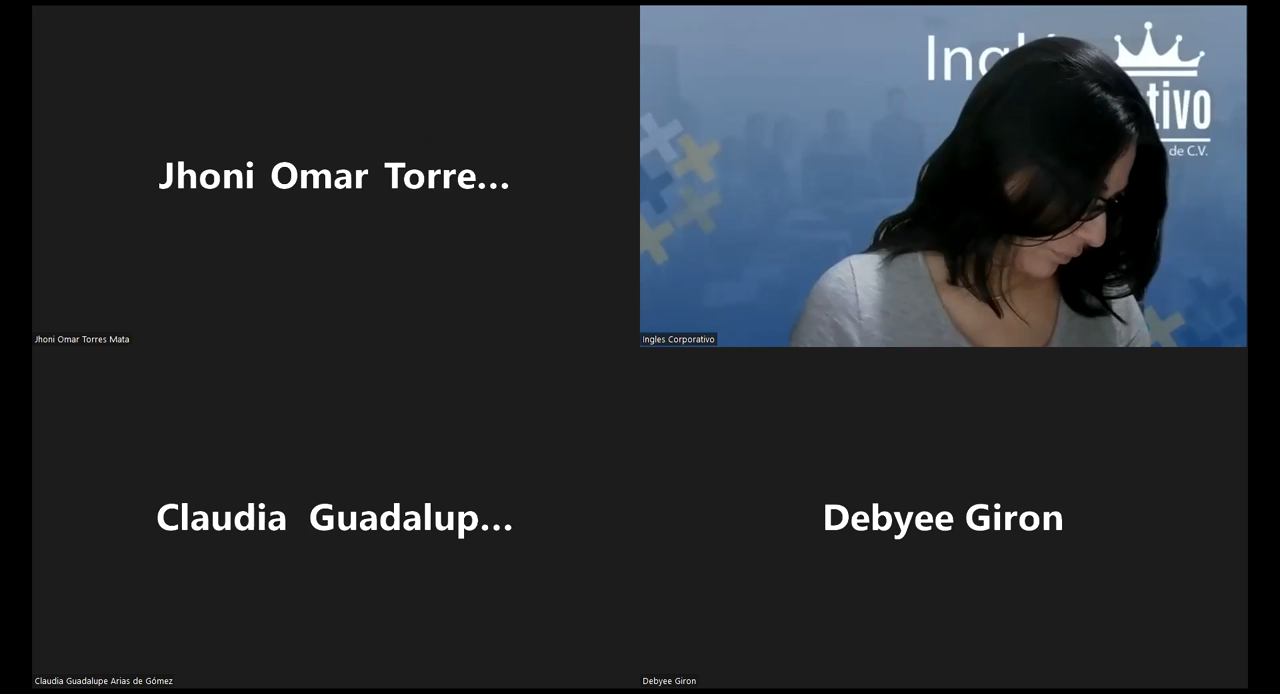 Jhoni Omar Torre...
Jhoni Omar Torres Mata
Ingl
tivo
de C.V.
Ingles Corporativo
Claudia Guadalup...
Claudia Guadalupe Arias de Gómez
Debyee Giron
Debyee Giron